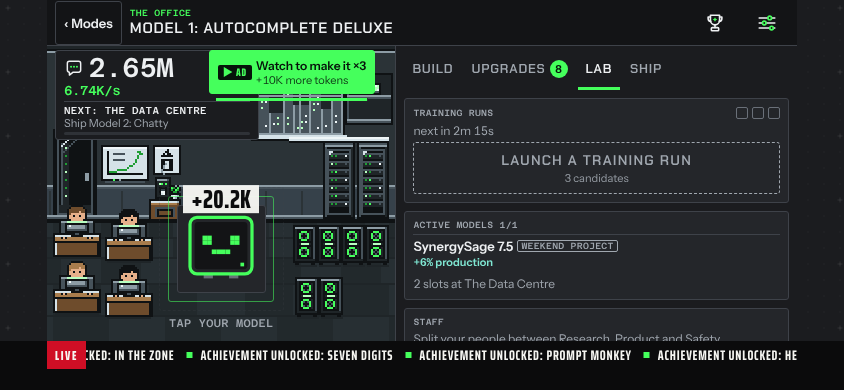 ‹ Modes
THE OFFICE
MODEL 1: AUTOCOMPLETE DELUXE
2.65M
6.74K/s
NEXT: THE DATA CENTRE
Ship Model 2: Chatty
AD
Watch to make it ×3
+10K more tokens
+20.2K
TAP YOUR MODEL
BUILD UPGRADES 8 LAB SHIP
TRAINING RUNS
next in 2m 15s
LAUNCH A TRAINING RUN
3 candidates
ACTIVE MODELS 1/1
SynergySage 7.5 WEEKEND PROJECT
+6% production
2 slots at The Data Centre
STAFF
Split your people between Research, Product and Safety
LIVE CKED: IN THE ZONE ■ ACHIEVEMENT UNLOCKED: SEVEN DIGITS ■ ACHIEVEMENT UNLOCKED: PROMPT MONKEY ■ ACHIEVEMENT UNLOCKED: HE